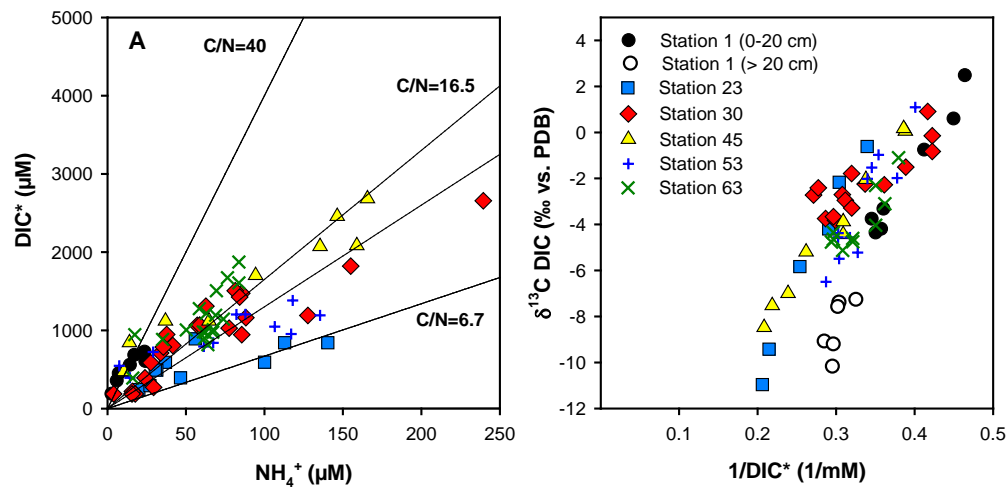 A
C/N=40
C/N=16.5
C/N=6.7
5000
4000
3000
2000
1000
0
DIC* (µM)
0
50
100
150
200
250
NH₄⁺ (µM)
Station 1 (0-20 cm)
Station 1 (> 20 cm)
Station 23
Station 30
Station 45
Station 53
Station 63
4
2
0
-2
-4
-6
-8
-10
-12
δ¹³C DIC (‰ vs. PDB)
0.1
0.2
0.3
0.4
0.5
1/DIC* (1/mM)